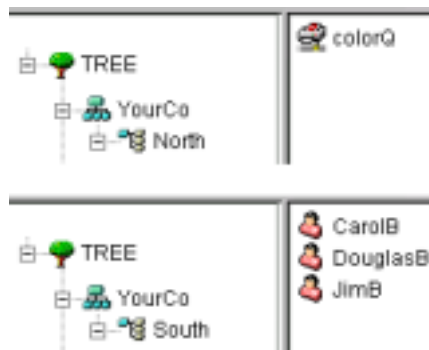 colorQ
TREE
YourCo
North
CarolB
TREE
DouglasB
YourCo
JimB
South